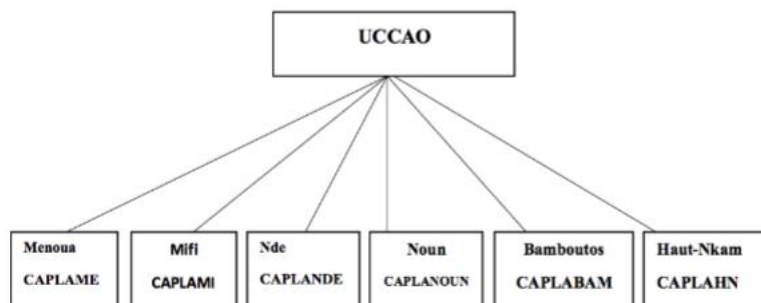 UCCAO
Menoua
CAPLAME
Mifi
CAPLAMI
Nde
CAPLANDE
Noun
CAPLANOUN
Bamboutos
CAPLABAM
Haut-Nkam
CAPLAHN